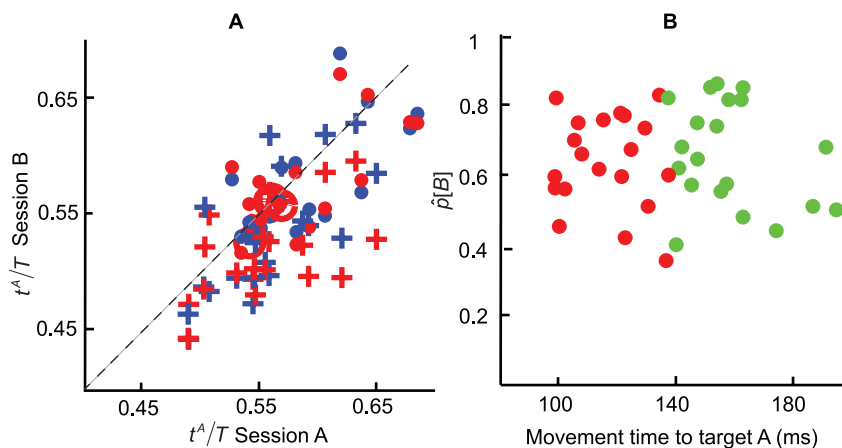 A
B
0.65
0.55
0.45
t^A/T Session B
0.45
0.55
0.65
t^A/T Session A
1
0.8
0.6
0.4
0.2
p̂[B]
100
140
180
Movement time to target A (ms)